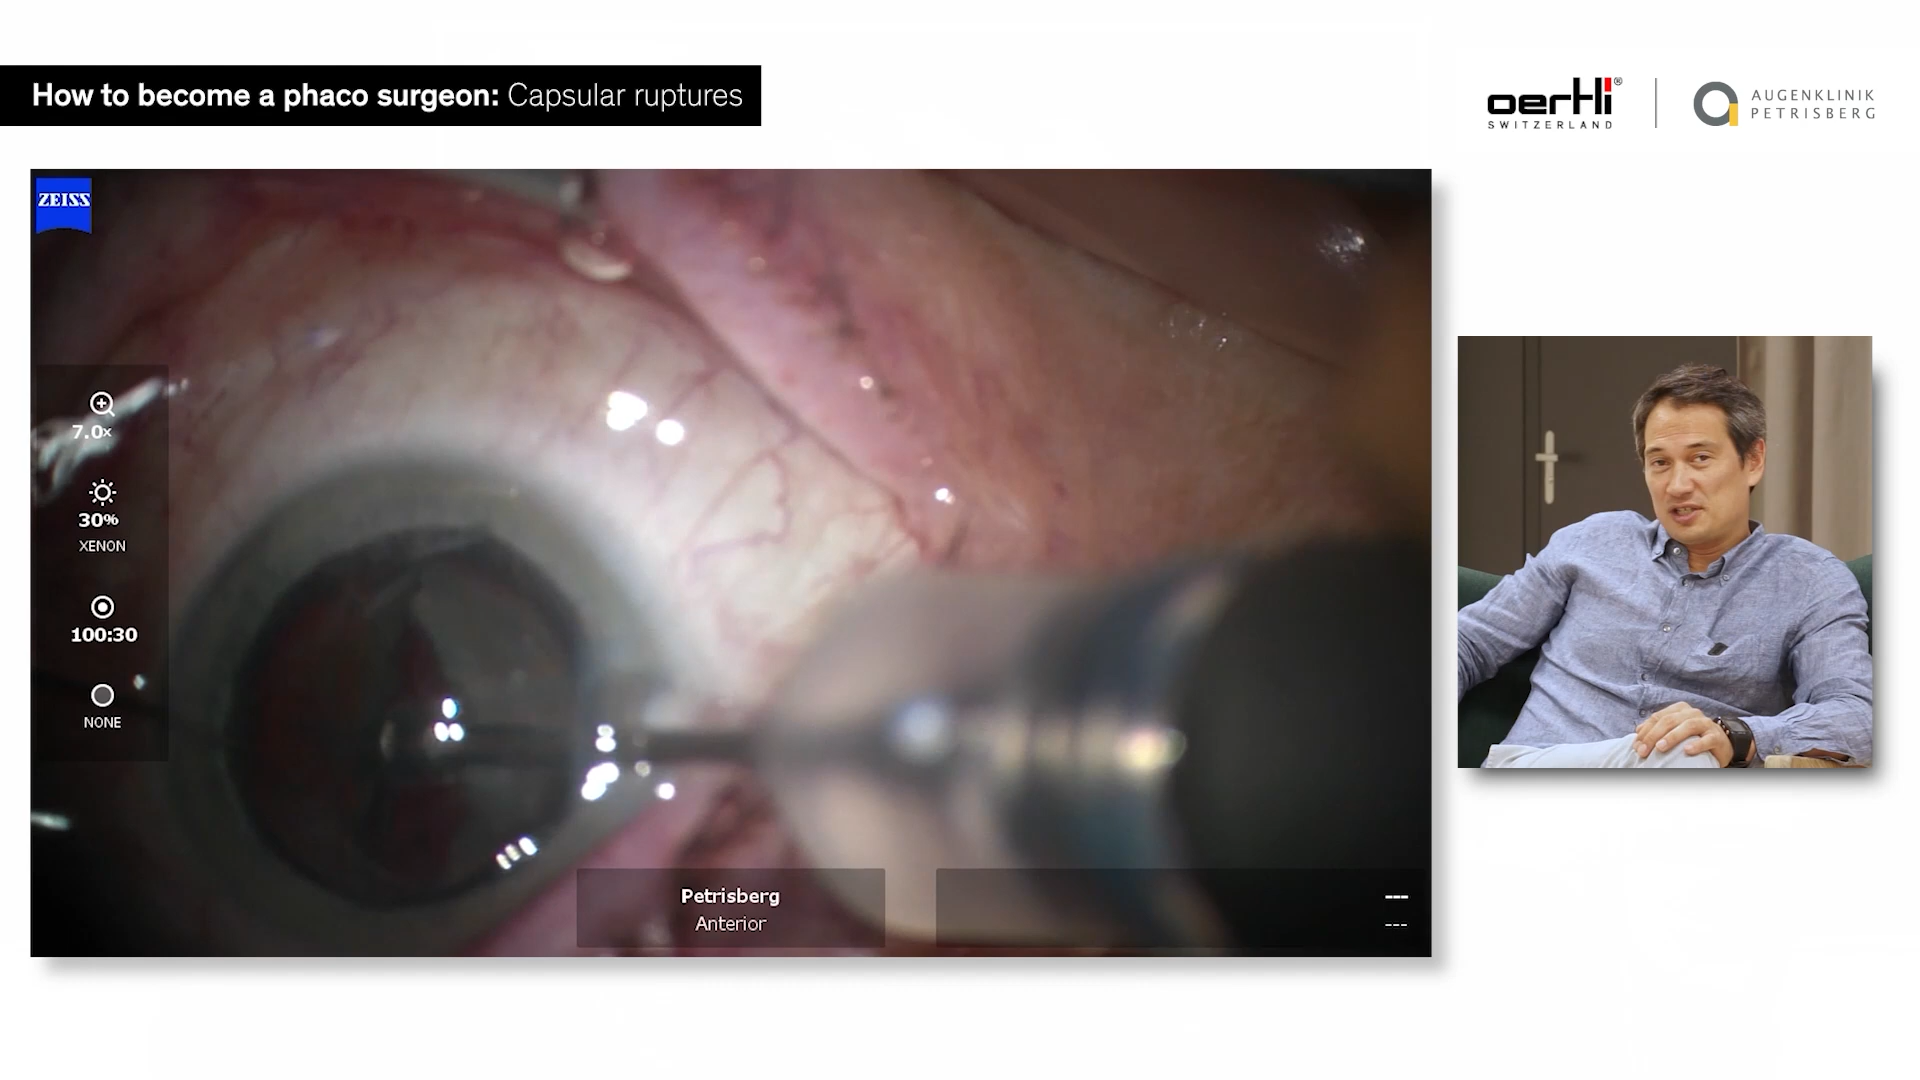 How to become a phaco surgeon: Capsular ruptures
oertli®
SWITZERLAND
AUGENKLINIK
PETRISBERG
ZEISS
7.0x
30%
XENON
100:30
NONE
Petrisberg
Anterior
---
---